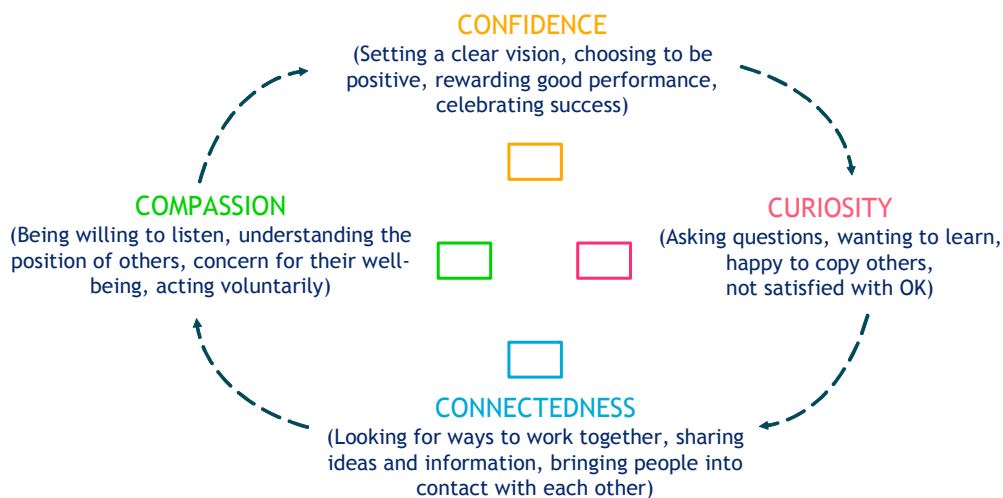 CONFIDENCE
(Setting a clear vision, choosing to be
positive, rewarding good performance,
celebrating success)
COMPASSION
(Being willing to listen, understanding the
position of others, concern for their well-
being, acting voluntarily)
CURIOSITY
(Asking questions, wanting to learn,
happy to copy others,
not satisfied with OK)
CONNECTEDNESS
(Looking for ways to work together, sharing
ideas and information, bringing people into
contact with each other)